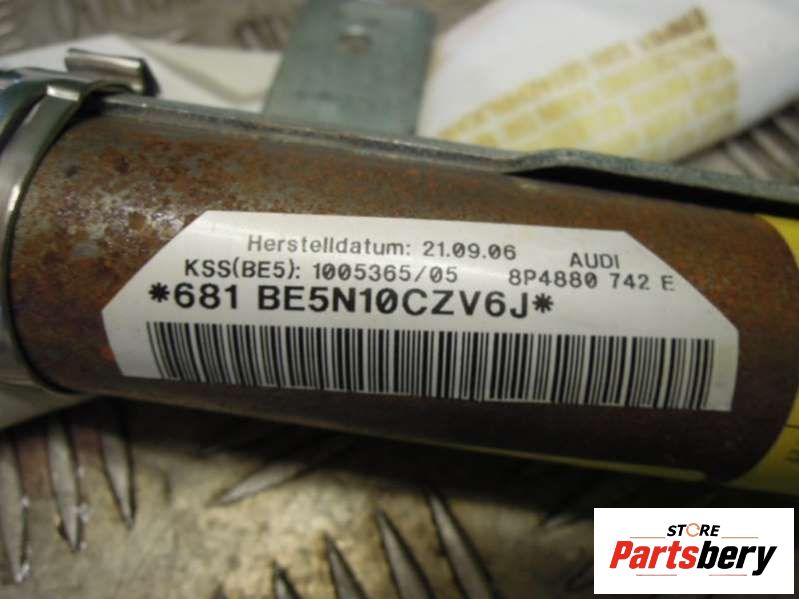 Herstelldatum: 21.09.06 AUDI
KSS(BE5): 1005365/05 8P4880 742 E
*681 BE5N10CZV6J*
STORE
Partsbery